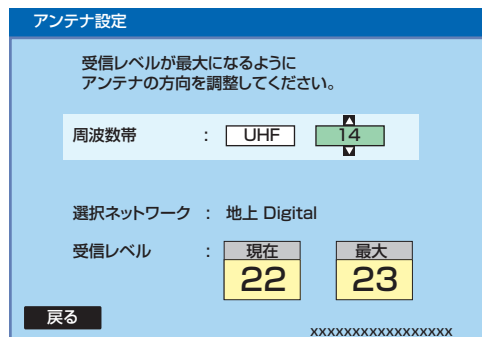 アンテナ設定
受信レベルが最大になるように
アンテナの方向を調整してください。
周波数帯 : UHF 14
選択ネットワーク : 地上 Digital
受信レベル : 現在 最大
22 23
戻る
xxxxxxxxxxxxxxxxx